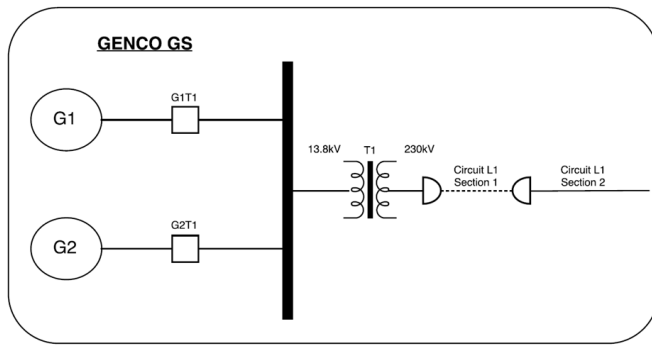 GENCO GS
G1T1
G1
13.8kV
T1
230kV
Circuit L1
Section 1
Circuit L1
Section 2
G2T1
G2